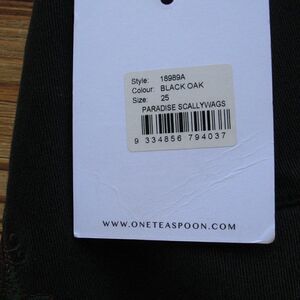 Style: 18989A
Colour: BLACK OAK
Size: 25
PARADISE SCALLYWAGS
9 334856 794037
WWW.ONETEASPOON.COM